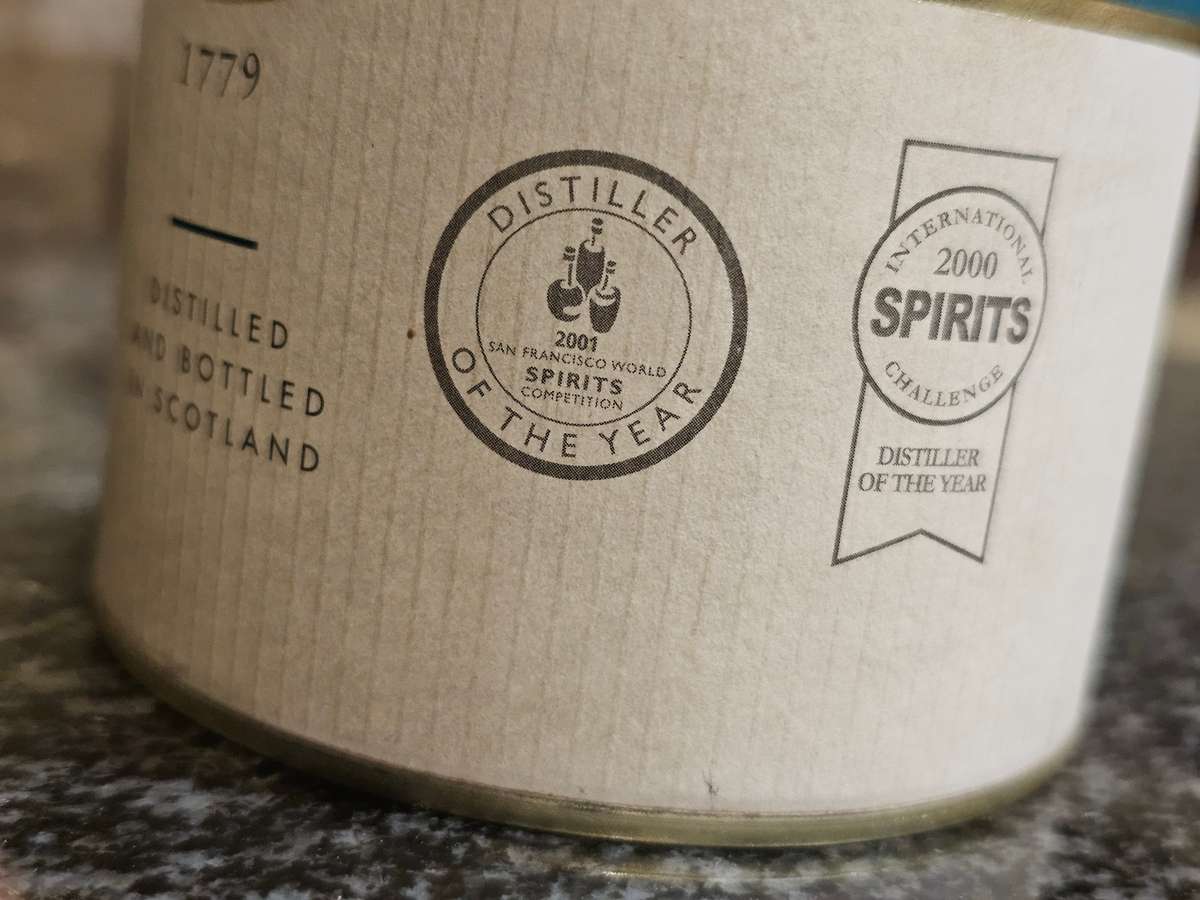 1779
DISTILLED
AND BOTTLED
IN SCOTLAND
DISTILLER
2001
SAN FRANCISCO WORLD
SPIRITS
COMPETITION
OF THE YEAR
INTERNATIONAL
2000
SPIRITS
CHALLENGE
DISTILLER
OF THE YEAR